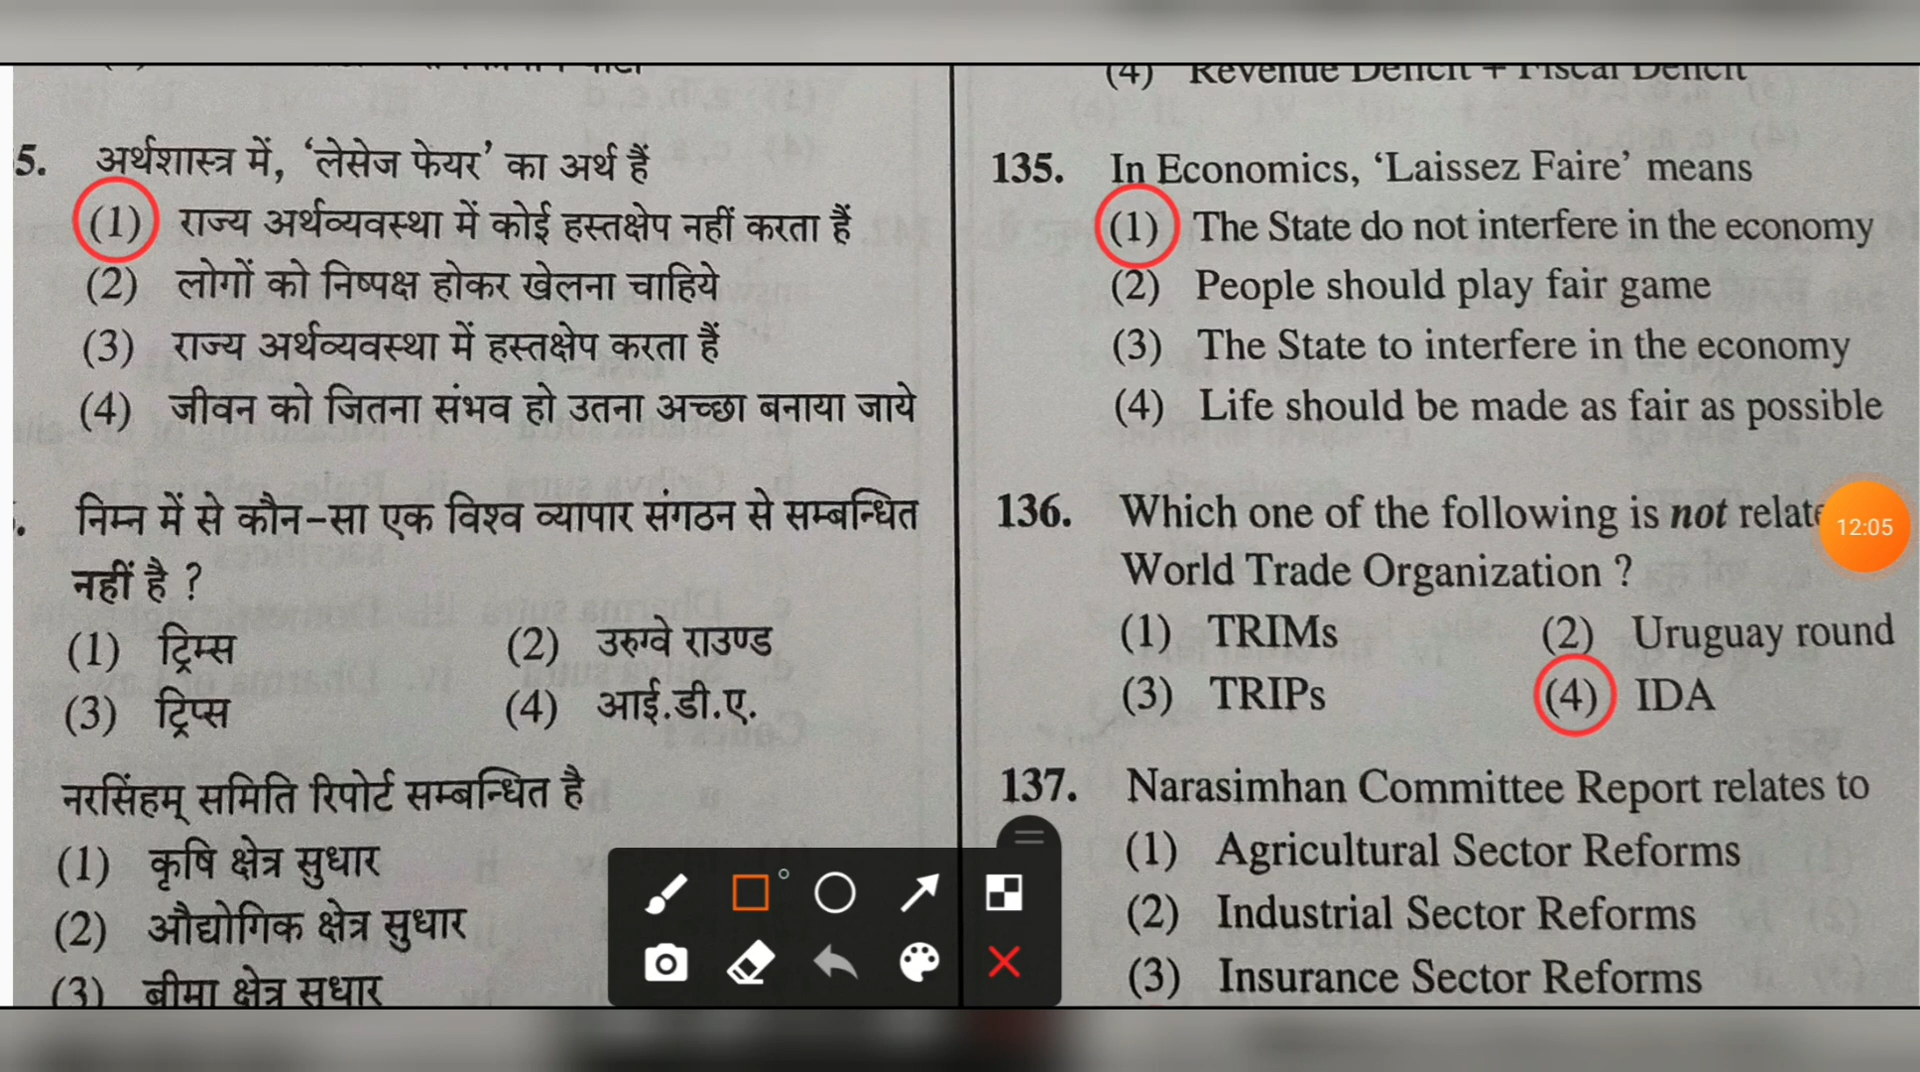 (4) Revenue Deficit + Fiscal Deficit
5. अर्थशास्त्र में, ‘लेसेज फेयर’ का अर्थ हैं
(1) राज्य अर्थव्यवस्था में कोई हस्तक्षेप नहीं करता हैं
(2) लोगों को निष्पक्ष होकर खेलना चाहिये
(3) राज्य अर्थव्यवस्था में हस्तक्षेप करता हैं
(4) जीवन को जितना संभव हो उतना अच्छा बनाया जाये
निम्न में से कौन-सा एक विश्व व्यापार संगठन से सम्बन्धित
नहीं है ?
(1) ट्रिम्स (2) उरुग्वे राउण्ड
(3) ट्रिप्स (4) आई.डी.ए.
नरसिंहम् समिति रिपोर्ट सम्बन्धित है
(1) कृषि क्षेत्र सुधार
(2) औद्योगिक क्षेत्र सुधार
(3) बीमा क्षेत्र सुधार
135. In Economics, ‘Laissez Faire’ means
(1) The State do not interfere in the economy
(2) People should play fair game
(3) The State to interfere in the economy
(4) Life should be made as fair as possible
136. Which one of the following is not relate
World Trade Organization ?
(1) TRIMs (2) Uruguay round
(3) TRIPs (4) IDA
137. Narasimhan Committee Report relates to
(1) Agricultural Sector Reforms
(2) Industrial Sector Reforms
(3) Insurance Sector Reforms
12:05